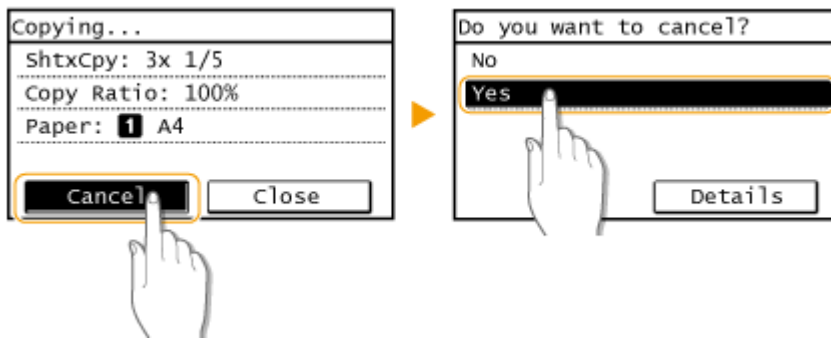 Copying...
ShtxCpy: 3x 1/5
Copy Ratio: 100%
Paper: 1 A4
Cancel
Close
Do you want to cancel?
No
Yes
Details